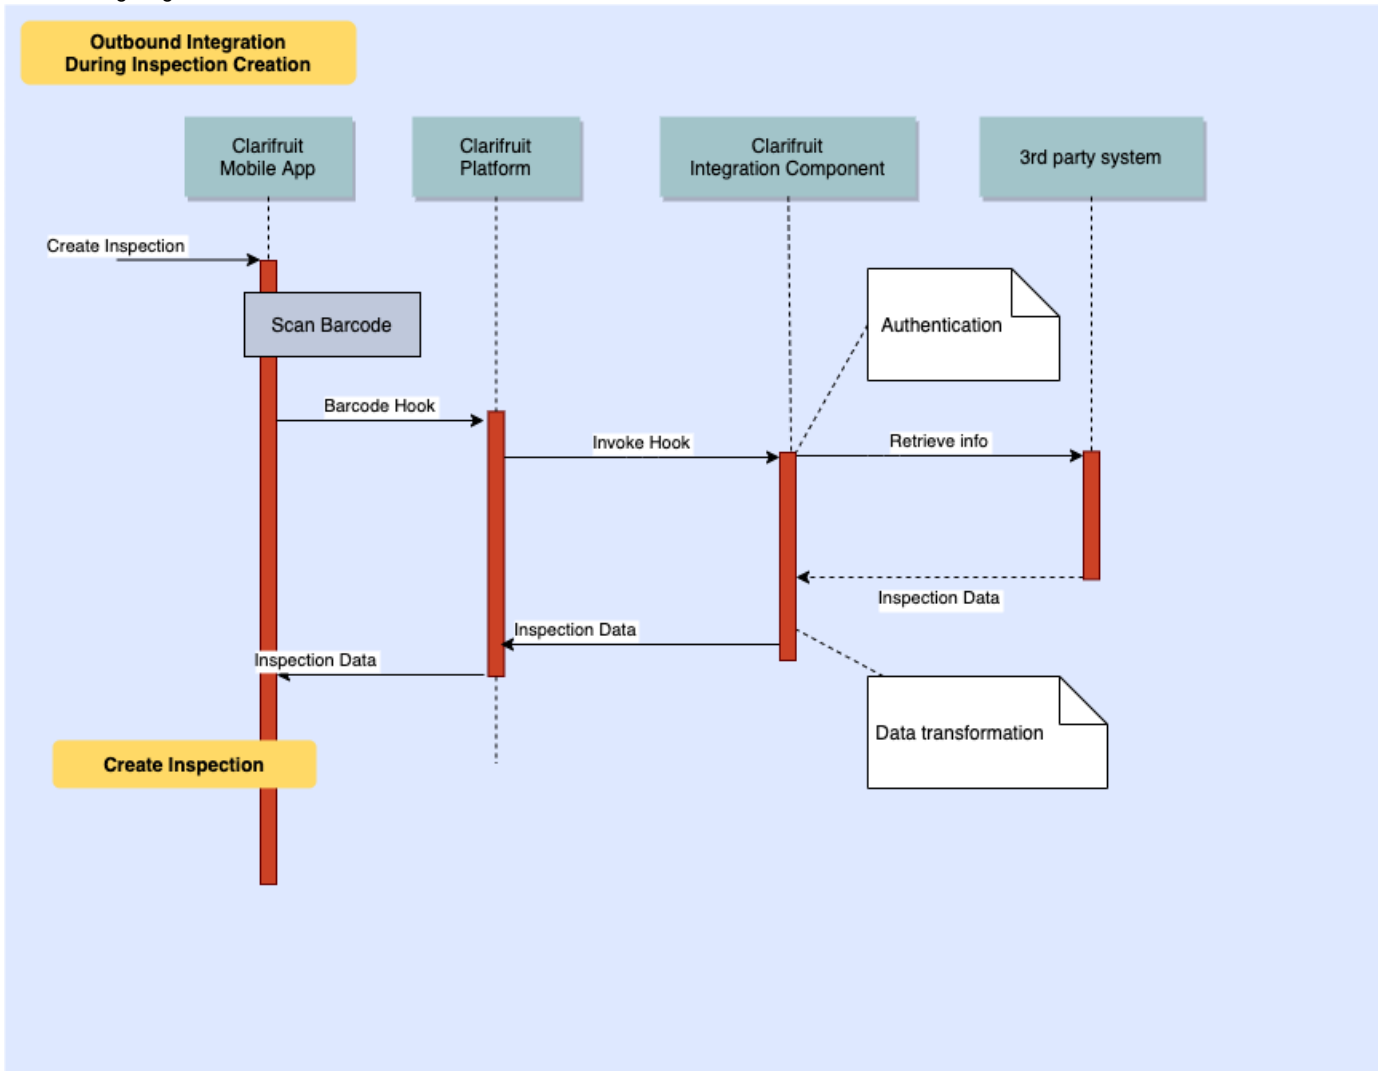 Outbound Integration
During Inspection Creation
Clarifruit
Mobile App
Clarifruit
Platform
Clarifruit
Integration Component
3rd party system
Create Inspection
Scan Barcode
Authentication
Barcode Hook
Invoke Hook
Retrieve info
Inspection Data
Inspection Data
Inspection Data
Data transformation
Create Inspection